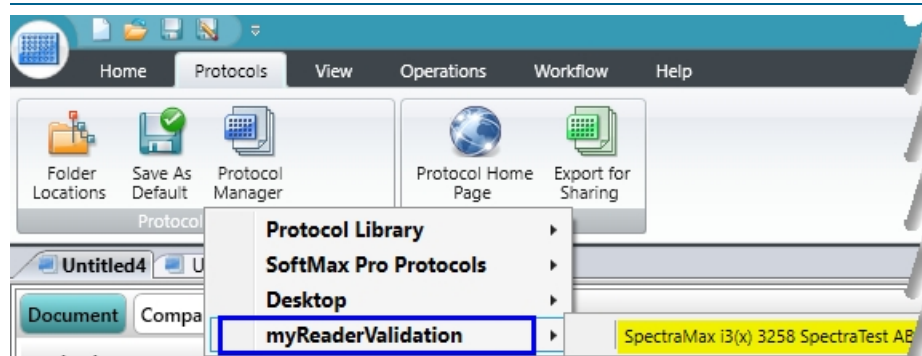 Home Protocols View Operations Workflow Help
Folder Locations
Save As Default
Protocol Manager
Protocol Home Page
Export for Sharing
Protocol
Protocol Library
SoftMax Pro Protocols
Desktop
myReaderValidation
SpectraMax i3(x) 3258 SpectraTest AB
Untitled4 U
Document Compa